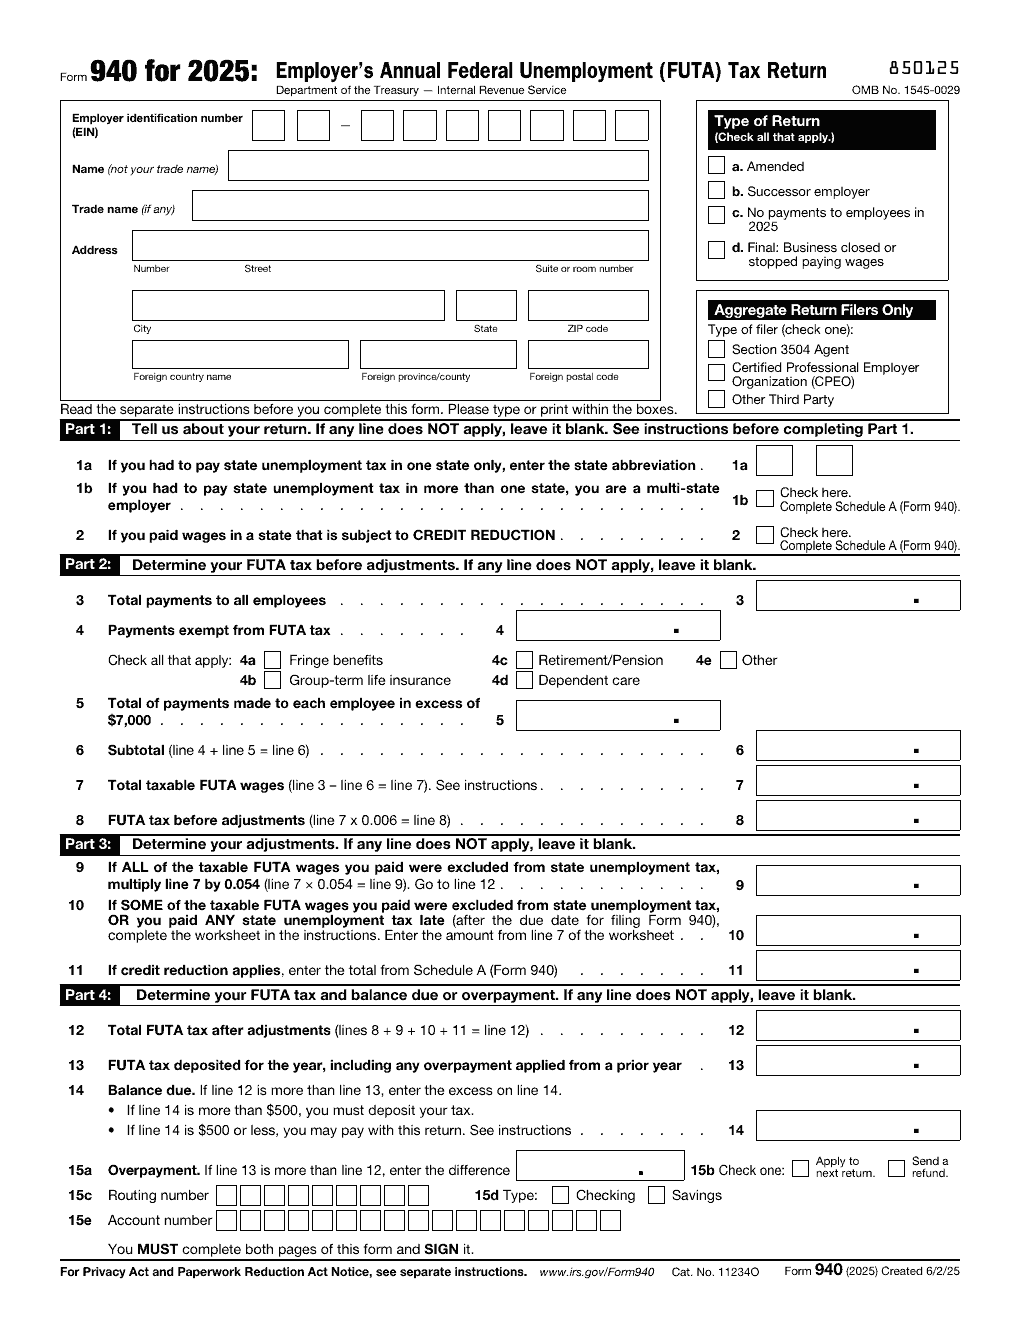 Form 940 for 2025: Employer's Annual Federal Unemployment (FUTA) Tax Return 850125
Department of the Treasury — Internal Revenue Service OMB No. 1545-0029
Employer identification number
(EIN) –
Name (not your trade name)
Trade name (if any)
Address
Number Street Suite or room number
City State ZIP code
Foreign country name Foreign province/county Foreign postal code
Type of Return
(Check all that apply.)
a. Amended
b. Successor employer
c. No payments to employees in
2025
d. Final: Business closed or
stopped paying wages
Aggregate Return Filers Only
Type of filer (check one):
Section 3504 Agent
Certified Professional Employer
Organization (CPEO)
Other Third Party
Read the separate instructions before you complete this form. Please type or print within the boxes.
Part 1: Tell us about your return. If any line does NOT apply, leave it blank. See instructions before completing Part 1.
1a If you had to pay state unemployment tax in one state only, enter the state abbreviation . 1a
1b If you had to pay state unemployment tax in more than one state, you are a multi-state
employer . . . . . . . . . . . . . . . . . . . . . . . . 1b Check here.
Complete Schedule A (Form 940).
2 If you paid wages in a state that is subject to CREDIT REDUCTION . . . . . . . 2 Check here.
Complete Schedule A (Form 940).
Part 2: Determine your FUTA tax before adjustments. If any line does NOT apply, leave it blank.
3 Total payments to all employees . . . . . . . . . . . . . . . . . 3 .
4 Payments exempt from FUTA tax . . . . . . 4 .
Check all that apply: 4a Fringe benefits 4c Retirement/Pension 4e Other
4b Group-term life insurance 4d Dependent care
5 Total of payments made to each employee in excess of
$7,000 . . . . . . . . . . . . . . . 5 .
6 Subtotal (line 4 + line 5 = line 6) . . . . . . . . . . . . . . . . . . 6 .
7 Total taxable FUTA wages (line 3 – line 6 = line 7). See instructions . . . . . . . . 7 .
8 FUTA tax before adjustments (line 7 x 0.006 = line 8) . . . . . . . . . . . 8 .
Part 3: Determine your adjustments. If any line does NOT apply, leave it blank.
9 If ALL of the taxable FUTA wages you paid were excluded from state unemployment tax,
multiply line 7 by 0.054 (line 7 × 0.054 = line 9). Go to line 12 . . . . . . . . . . 9 .
10 If SOME of the taxable FUTA wages you paid were excluded from state unemployment tax,
OR you paid ANY state unemployment tax late (after the due date for filing Form 940),
complete the worksheet in the instructions. Enter the amount from line 7 of the worksheet . . 10 .
11 If credit reduction applies, enter the total from Schedule A (Form 940) . . . . . . 11 .
Part 4: Determine your FUTA tax and balance due or overpayment. If any line does NOT apply, leave it blank.
12 Total FUTA tax after adjustments (lines 8 + 9 + 10 + 11 = line 12) . . . . . . . . 12 .
13 FUTA tax deposited for the year, including any overpayment applied from a prior year . 13 .
14 Balance due. If line 12 is more than line 13, enter the excess on line 14.
• If line 14 is more than $500, you must deposit your tax.
• If line 14 is $500 or less, you may pay with this return. See instructions . . . . . . 14 .
15a Overpayment. If line 13 is more than line 12, enter the difference . 15b Check one: Apply to next return. Send a refund.
15c Routing number 15d Type: Checking Savings
15e Account number
You MUST complete both pages of this form and SIGN it.
For Privacy Act and Paperwork Reduction Act Notice, see separate instructions. www.irs.gov/Form940 Cat. No. 11234O Form 940 (2025) Created 6/2/25